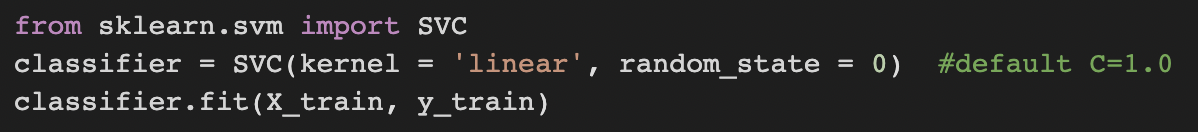 from sklearn.svm import SVC
classifier = SVC(kernel = 'linear', random_state = 0)  #default C=1.0
classifier.fit(X_train, y_train)